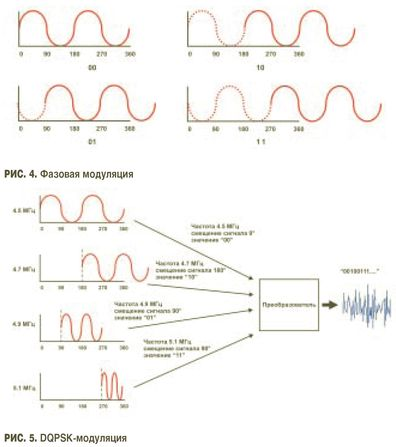 0 90 180 270 360
00
0 90 180 270 360
10
0 90 180 270 360
01
0 90 180 270 360
11
РИС. 4. Фазовая модуляция
4.5 МГц
0 90 180 270 360
Частота 4.5 МГц
смещение сигнала 0°
значение "00"
4.7 МГц
0 90 180 270 360
Частота 4.7 МГц
смещение сигнала 180°
значение "10"
"00100111...."
Преобразователь
4.9 МГц
0 90 180 270 360
Частота 4.9 МГц
смещение сигнала 90°
значение "01"
5.1 МГц
0 90 180 270 360
Частота 5.1 МГц
смещение сигнала 90°
значение "11"
РИС. 5. DQPSK-модуляция